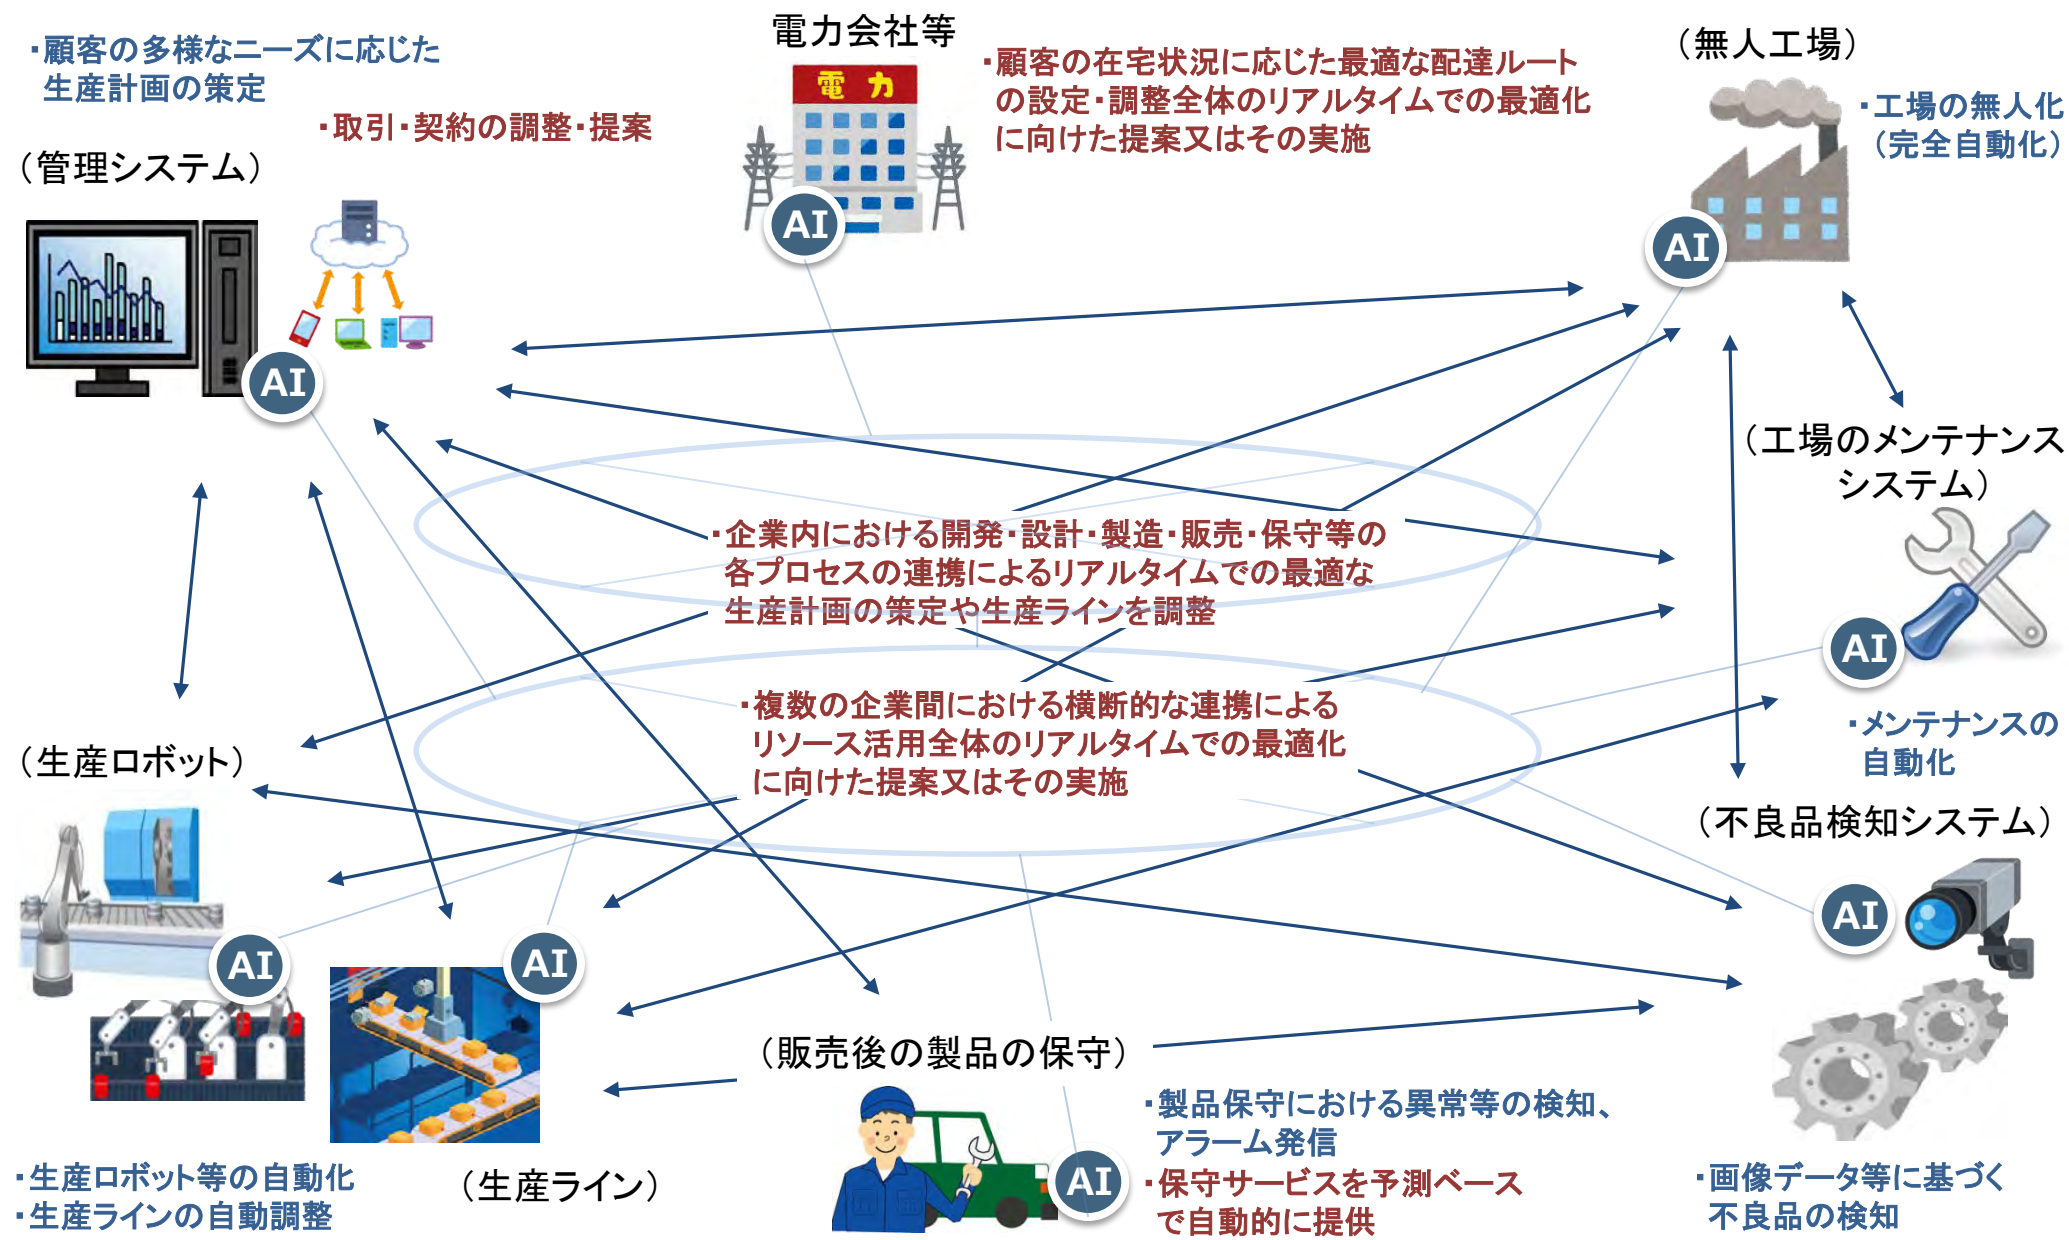 ・顧客の多様なニーズに応じた
生産計画の策定
・取引・契約の調整・提案
（管理システム）
AI
電力会社等
電力
AI
・顧客の在宅状況に応じた最適な配達ルート
の設定・調整全体のリアルタイムでの最適化
に向けた提案又はその実施
（無人工場）
・工場の無人化
（完全自動化）
AI
（工場のメンテナンス
システム）
AI
・メンテナンスの
自動化
・企業内における開発・設計・製造・販売・保守等の
各プロセスの連携によるリアルタイムでの最適な
生産計画の策定や生産ラインを調整
・複数の企業間における横断的な連携による
リソース活用全体のリアルタイムでの最適化
に向けた提案又はその実施
（生産ロボット）
AI
・生産ロボット等の自動化
・生産ラインの自動調整
AI
（生産ライン）
（販売後の製品の保守）
AI
・製品保守における異常等の検知、
アラーム発信
・保守サービスを予測ベース
で自動的に提供
（不良品検知システム）
AI
・画像データ等に基づく
不良品の検知